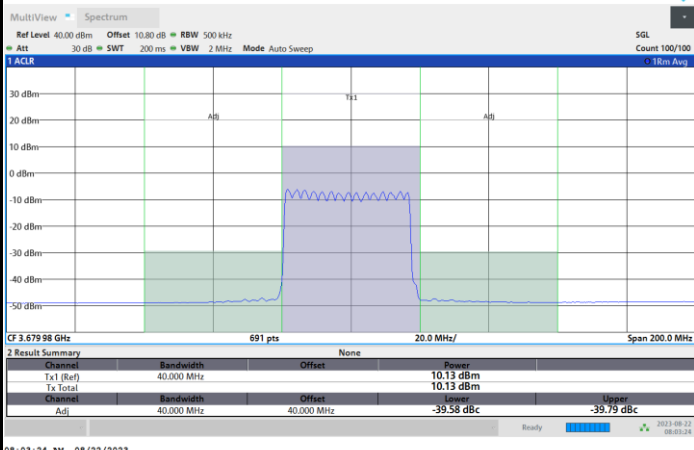 MultiView Spectrum
Ref Level 40.00 dBm Offset 10.80 dB RBW 500 kHz SGL
Att 30 dB SWT 200 ms VBW 2 MHz Mode Auto Sweep Count 100/100
1 ACLR 1Rm Avg
30 dBm
Tx1
20 dBm
Adj Adj
10 dBm
0 dBm
-10 dBm
-20 dBm
-30 dBm
-40 dBm
-50 dBm
CF 3.679 98 GHz 691 pts 20.0 MHz/ Span 200.0 MHz
2 Result Summary None
Channel Bandwidth Offset Power
Tx1 (Ref) 40.000 MHz 10.13 dBm
Tx Total 10.13 dBm
Channel Bandwidth Offset Lower Upper
Adj 40.000 MHz 40.000 MHz -39.58 dBc -39.79 dBc
Ready 2023-08-22
08:03:24
08:03:24 08/22/2023